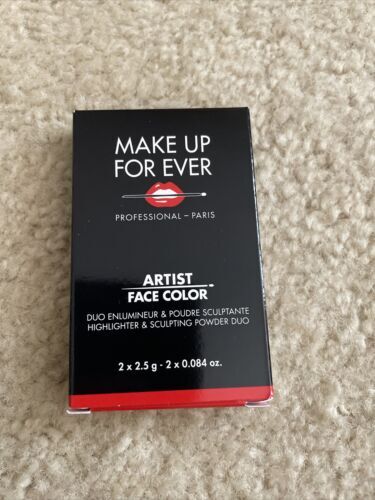 MAKE UP
FOR EVER
PROFESSIONAL – PARIS
ARTIST
FACE COLOR
DUO ENLUMINEUR & POUDRE SCULPTANTE
HIGHLIGHTER & SCULPTING POWDER DUO
2 x 2.5 g - 2 x 0.084 oz.